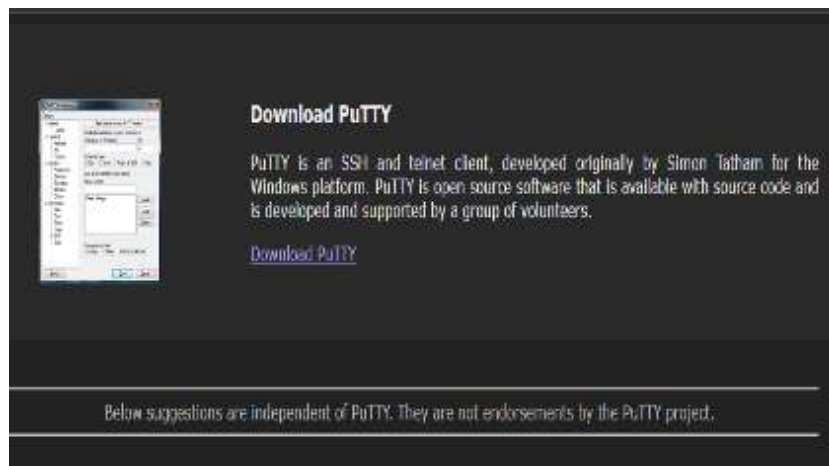 Download PuTTY
PuTTY is an SSH and telnet client, developed originally by Simon Tatham for the
Windows platform. PuTTY is open source software that is available with source code and
is developed and supported by a group of volunteers.
Download PuTTY
Below suggestions are independent of PuTTY. They are not endorsements by the PuTTY project.